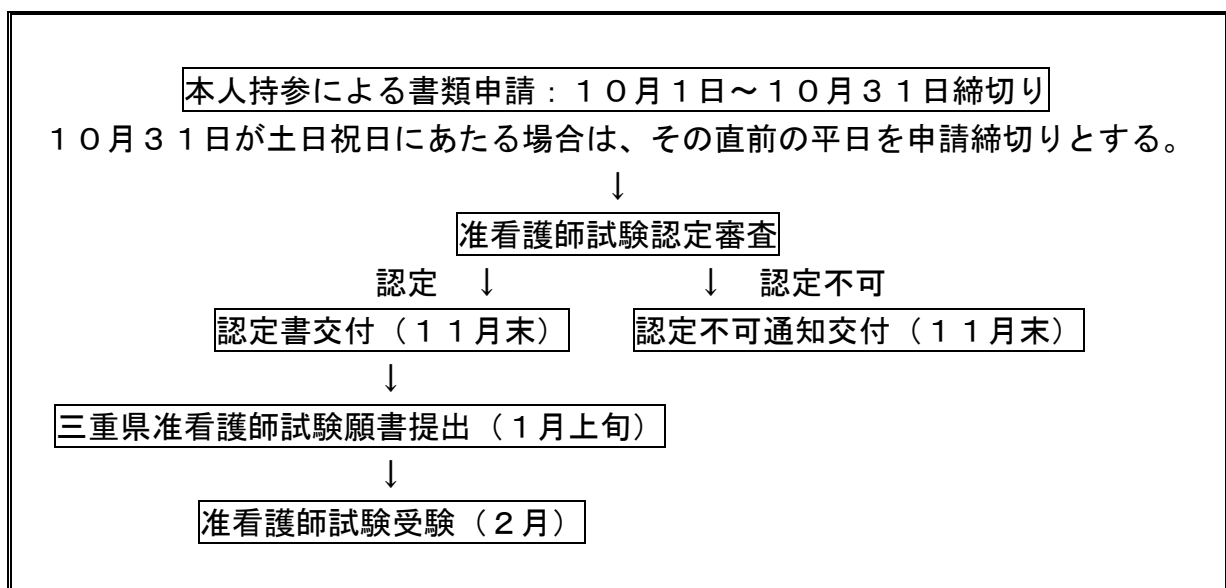 本人持参による書類申請：１０月１日～１０月３１日締切り
１０月３１日が土日祝日にあたる場合は、その直前の平日を申請締切りとする。
↓
准看護師試験認定審査
認定　↓　　　　　　　↓　認定不可
認定書交付（１１月末）　認定不可通知交付（１１月末）
↓
三重県准看護師試験願書提出（１月上旬）
↓
准看護師試験受験（２月）